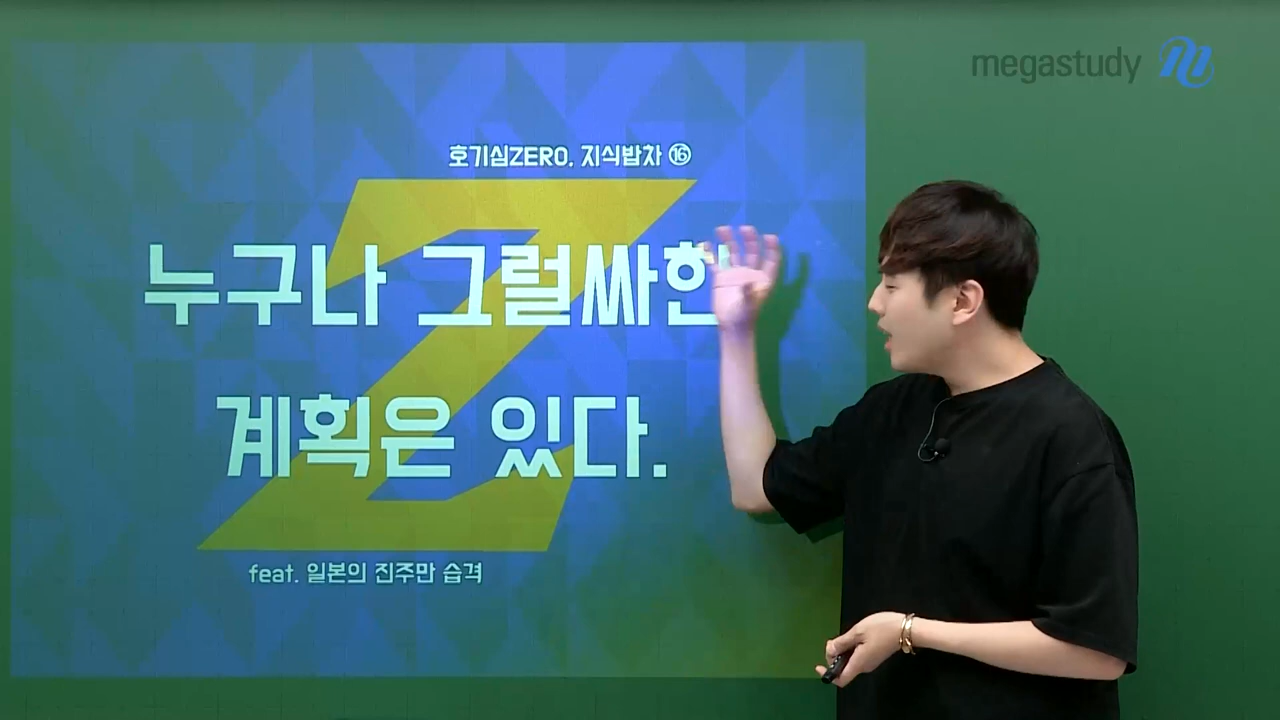 megastudy
호기심ZERO, 지식밥차 ⑯
누구나 그럴싸한
계획은 있다.
feat. 일본의 진주만 습격